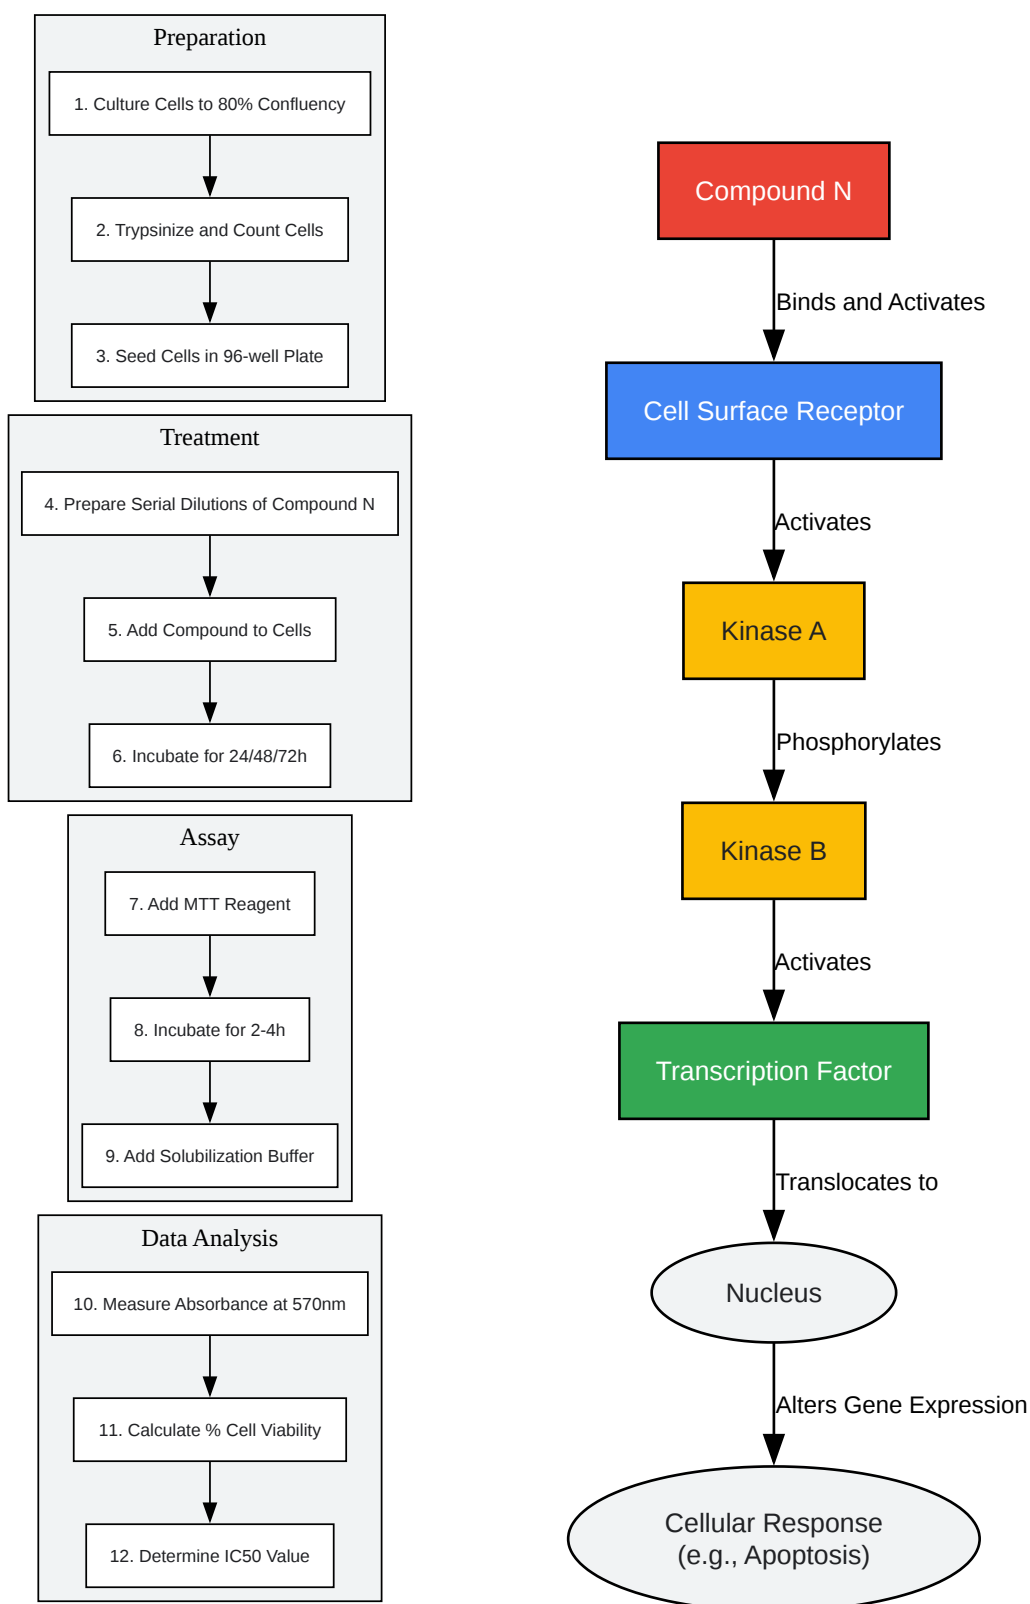 Preparation
1. Culture Cells to 80% Confluency
2. Trypsinize and Count Cells
3. Seed Cells in 96-well Plate
Treatment
4. Prepare Serial Dilutions of Compound N
5. Add Compound to Cells
6. Incubate for 24/48/72h
Assay
7. Add MTT Reagent
8. Incubate for 2-4h
9. Add Solubilization Buffer
Data Analysis
10. Measure Absorbance at 570nm
11. Calculate % Cell Viability
12. Determine IC50 Value
Compound N
Binds and Activates
Cell Surface Receptor
Activates
Kinase A
Phosphorylates
Kinase B
Activates
Transcription Factor
Translocates to
Nucleus
Alters Gene Expression
Cellular Response
(e.g., Apoptosis)